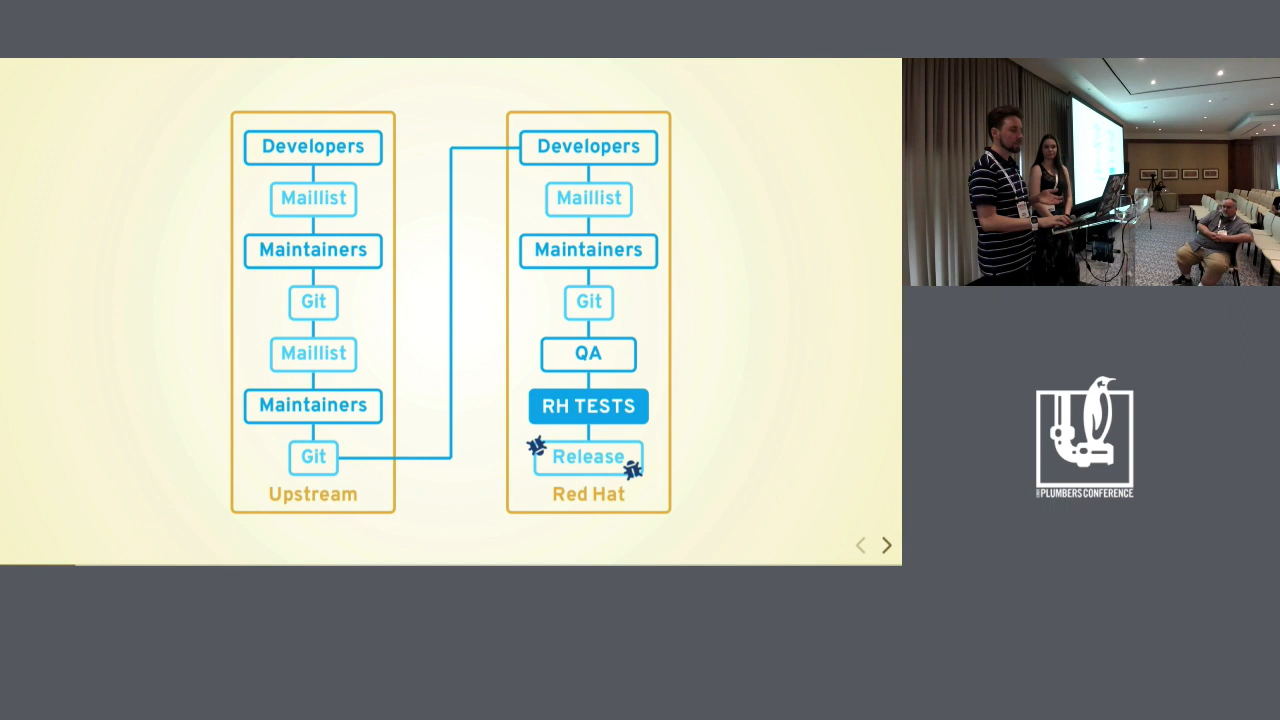 Developers
Maillist
Maintainers
Git
Maillist
Maintainers
Git
Upstream
Developers
Maillist
Maintainers
Git
QA
RH TESTS
Release
Red Hat
PLUMBERS CONFERENCE